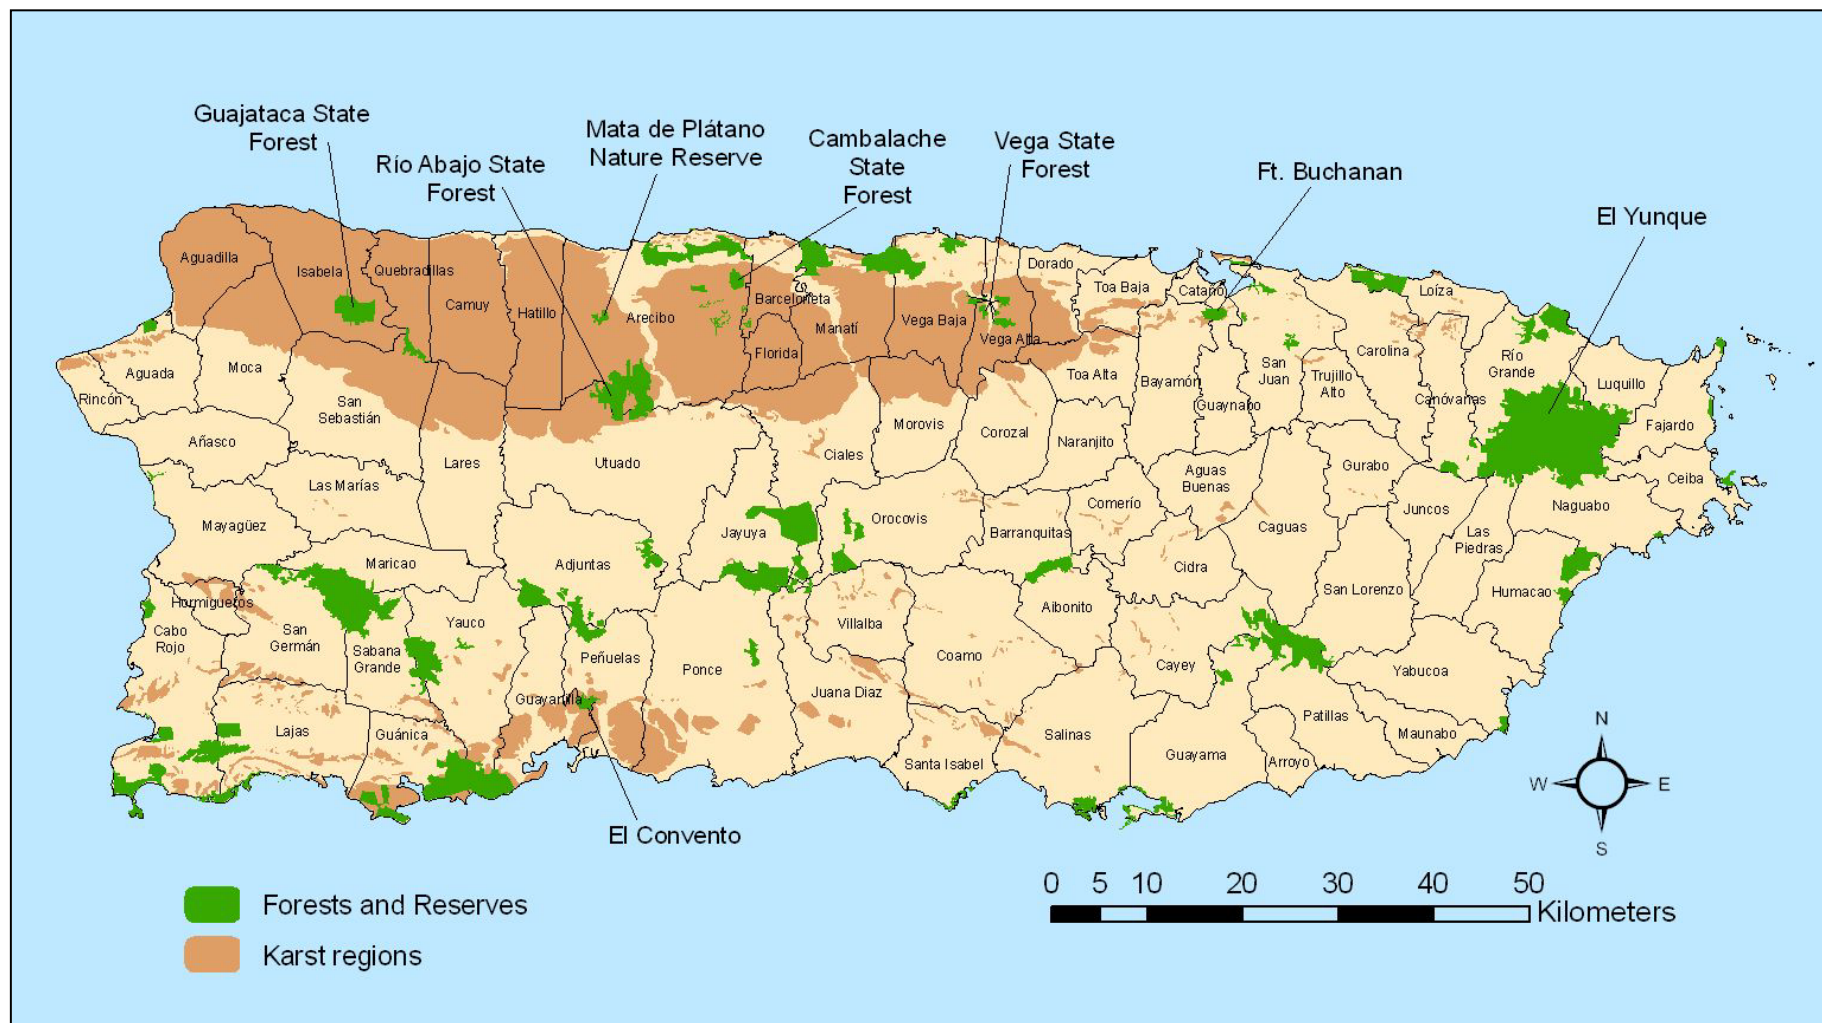 Guajataca State
Forest
Río Abajo State
Forest
Mata de Plátano
Nature Reserve
Cambalache
State
Forest
Vega State
Forest
Ft. Buchanan
El Yunque
Aguadilla
Isabela
Quebradillas
Camuy
Hatillo
Arecibo
Barceloneta
Florida
Manatí
Vega Baja
Vega Alta
Dorado
Toa Baja
Cataño
Loíza
Rincón
Aguada
Moca
San
Sebastián
Toa Alta
Bayamón
Guaynabo
San
Juan
Trujillo
Alto
Carolina
Canóvanas
Río
Grande
Luquillo
Fajardo
Añasco
Las Marías
Lares
Utuado
Ciales
Morovis
Corozal
Naranjito
Aguas
Buenas
Gurabo
Ceiba
Naguabo
Mayagüez
Maricao
Adjuntas
Jayuya
Orocovis
Barranquitas
Comerío
Cidra
Caguas
Juncos
Las
Piedras
San Lorenzo
Humacao
Hormigueros
Cabo
Rojo
San
Germán
Sabana
Grande
Yauco
Guayanilla
Peñuelas
Ponce
Villalba
Juana Diaz
Coamo
Aibonito
Cayey
Yabucoa
Lajas
Guánica
Santa Isabel
Salinas
Guayama
Arroyo
Patillas
Maunabo
El Convento
N
W
E
S
Forests and Reserves
Karst regions
0 5 10 20 30 40 50
Kilometers